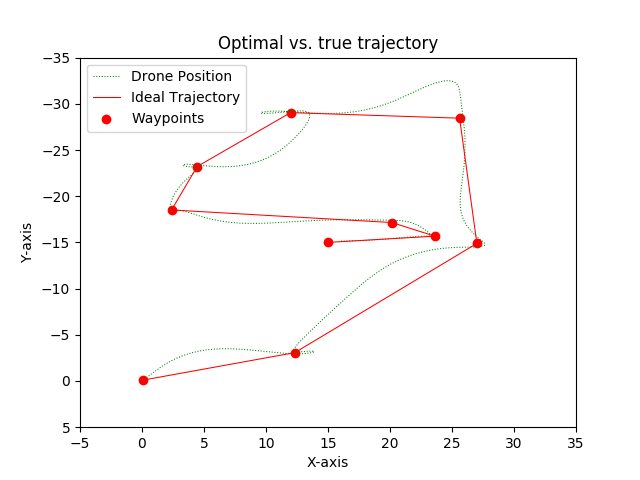 Optimal vs. true trajectory
Drone Position
Ideal Trajectory
Waypoints
Y-axis
−35
−30
−25
−20
−15
−10
−5
0
5
−5 0 5 10 15 20 25 30 35
X-axis